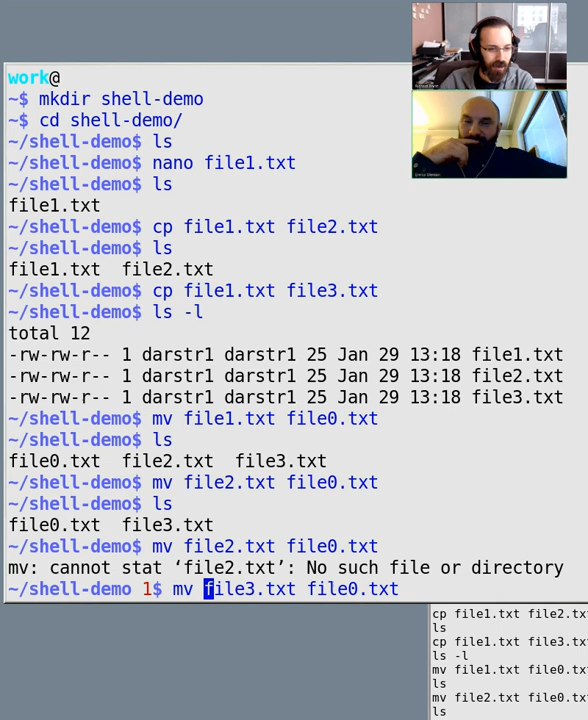 work@
~$ mkdir shell-demo
~$ cd shell-demo/
~/shell-demo$ ls
~/shell-demo$ nano file1.txt
~/shell-demo$ ls
file1.txt
~/shell-demo$ cp file1.txt file2.txt
~/shell-demo$ ls
file1.txt  file2.txt
~/shell-demo$ cp file1.txt file3.txt
~/shell-demo$ ls -l
total 12
-rw-rw-r-- 1 darstr1 darstr1 25 Jan 29 13:18 file1.txt
-rw-rw-r-- 1 darstr1 darstr1 25 Jan 29 13:18 file2.txt
-rw-rw-r-- 1 darstr1 darstr1 25 Jan 29 13:18 file3.txt
~/shell-demo$ mv file1.txt file0.txt
~/shell-demo$ ls
file0.txt  file2.txt  file3.txt
~/shell-demo$ mv file2.txt file0.txt
~/shell-demo$ ls
file0.txt  file3.txt
~/shell-demo$ mv file2.txt file0.txt
mv: cannot stat ‘file2.txt’: No such file or directory
~/shell-demo 1$ mv file3.txt file0.txt
cp file1.txt file2.tx
ls
cp file1.txt file3.tx
ls -l
mv file1.txt file0.tx
ls
mv file2.txt file0.tx
ls